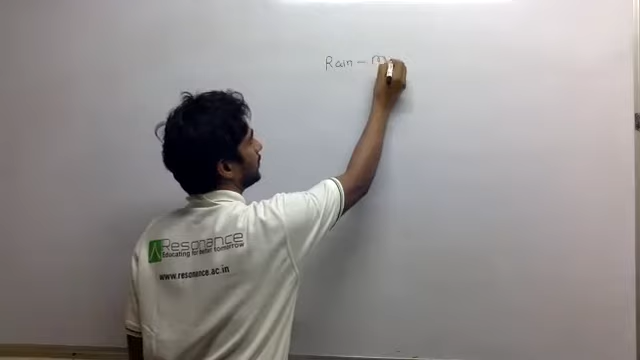 Rain - m
Resonance
Educating for better tomorrow
www.resonance.ac.in